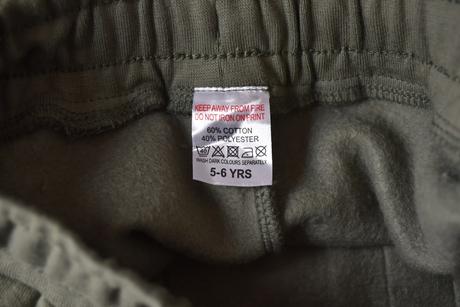 KEEP AWAY FROM FIRE
DO NOT IRON ON PRINT
60% COTTON
40% POLYESTER
40
WASH DARK COLOURS SEPARATELY
5-6 YRS